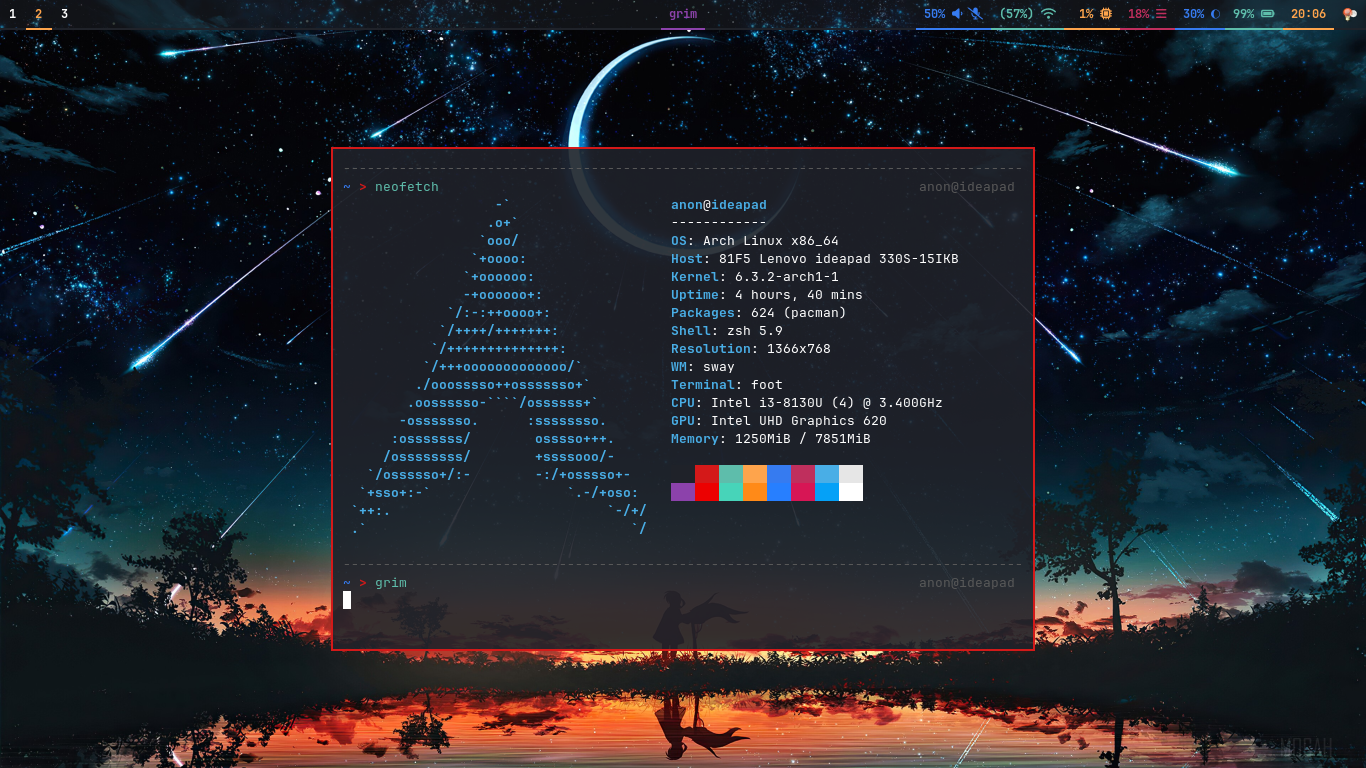 1 2 3 grim 50% (57%) 1% 18% 30% 99% 20:06
~ > neofetch anon@ideapad
-` anon@ideapad
.o+` ------------
`ooo/ OS: Arch Linux x86_64
`+oooo: Host: 81F5 Lenovo ideapad 330S-15IKB
`+oooooo: Kernel: 6.3.2-arch1-1
-+oooooo+: Uptime: 4 hours, 40 mins
`/:-:++oooo+: Packages: 624 (pacman)
`/++++/+++++++: Shell: zsh 5.9
`/++++++++++++++: Resolution: 1366x768
`/+++ooooooooooooo/` WM: sway
./ooosssso++osssssso+` Terminal: foot
.oossssso-````/ossssss+` CPU: Intel i3-8130U (4) @ 3.400GHz
-osssssso. :ssssssso. GPU: Intel UHD Graphics 620
:osssssss/ osssso+++. Memory: 1250MiB / 7851MiB
/ossssssss/ +ssssooo/-
`/ossssso+/:- -:/+osssso+-
`+sso+:-` `.-/+oso:
`++:. `-/+/
.` `/
~ > grim anon@ideapad